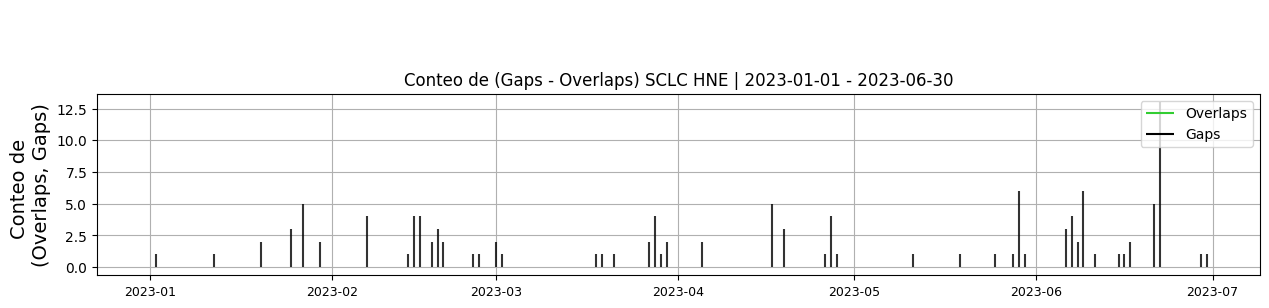 Conteo de (Gaps - Overlaps) SCLC HNE | 2023-01-01 - 2023-06-30
Conteo de
(Overlaps, Gaps)
12.5
10.0
7.5
5.0
2.5
0.0
Overlaps
Gaps
2023-01
2023-02
2023-03
2023-04
2023-05
2023-06
2023-07